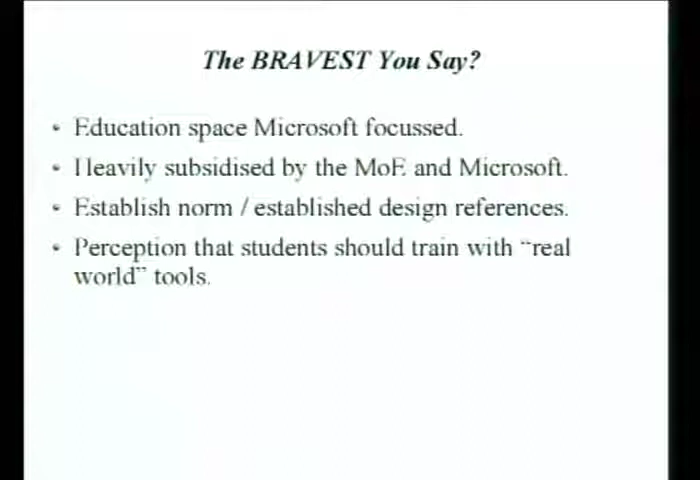 The BRAVEST You Say?
• Education space Microsoft focussed.
• Heavily subsidised by the MoE and Microsoft.
• Establish norm / established design references.
• Perception that students should train with “real
world” tools.